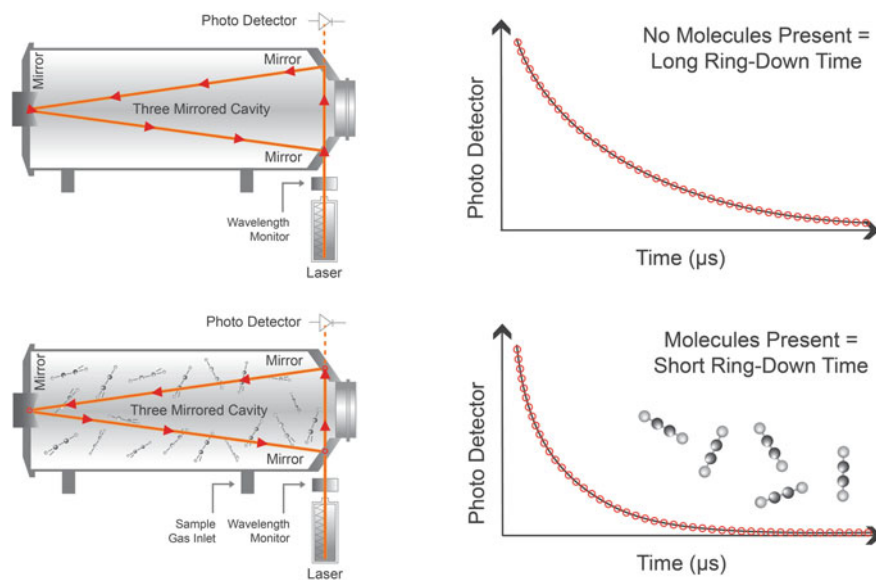 Photo Detector
Mirror
Mirror
Three Mirrored Cavity
Mirror
Wavelength
Monitor
Laser
No Molecules Present =
Long Ring-Down Time
Photo Detector
Time (µs)
Photo Detector
Mirror
Mirror
Three Mirrored Cavity
Mirror
Sample
Gas Inlet
Wavelength
Monitor
Laser
Molecules Present =
Short Ring-Down Time
Photo Detector
Time (µs)